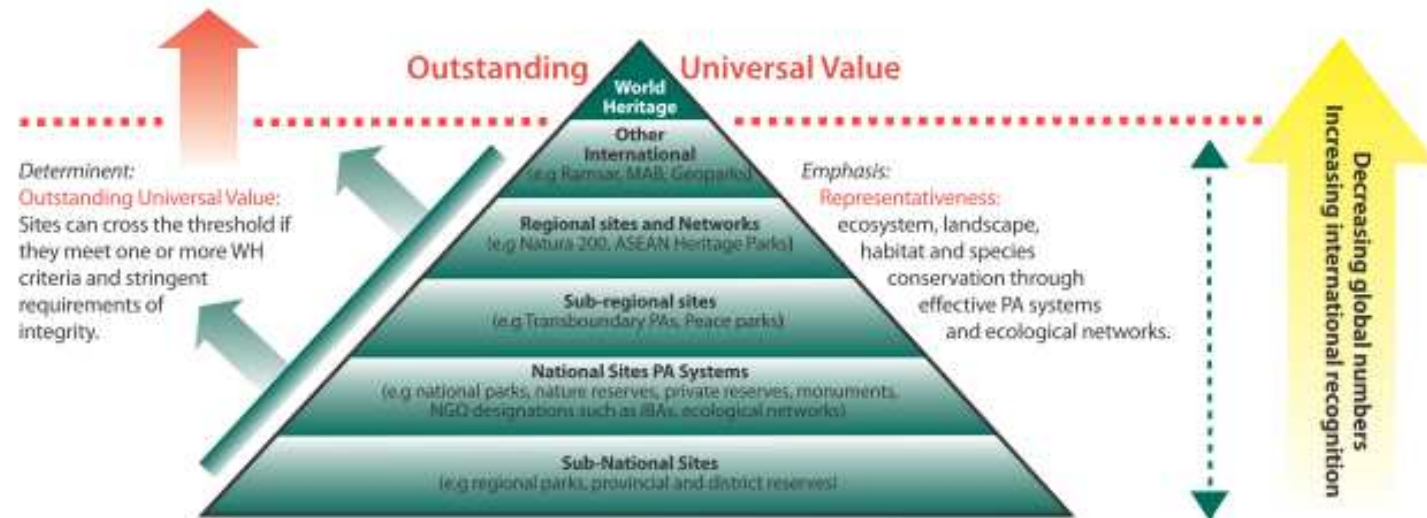 Outstanding Universal Value
World
Heritage
Other
International
(e.g Ramsar, MAB, Geoparks)
Regional sites and Networks
(e.g Natura 200, ASEAN Heritage Parks)
Sub-regional sites
(e.g Transboundary PAs, Peace parks)
National Sites PA Systems
(e.g national parks, nature reserves, private reserves, monuments,
NGO designations such as IBAs, ecological networks)
Sub-National Sites
(e.g regional parks, provincial and district reserves)
Determinent:
Outstanding Universal Value:
Sites can cross the threshold if
they meet one or more WH
criteria and stringent
requirements of
integrity.
Emphasis:
Representativeness:
ecosystem, landscape,
habitat and species
conservation through
effective PA systems
and ecological networks.
Decreasing global numbers
Increasing international recognition